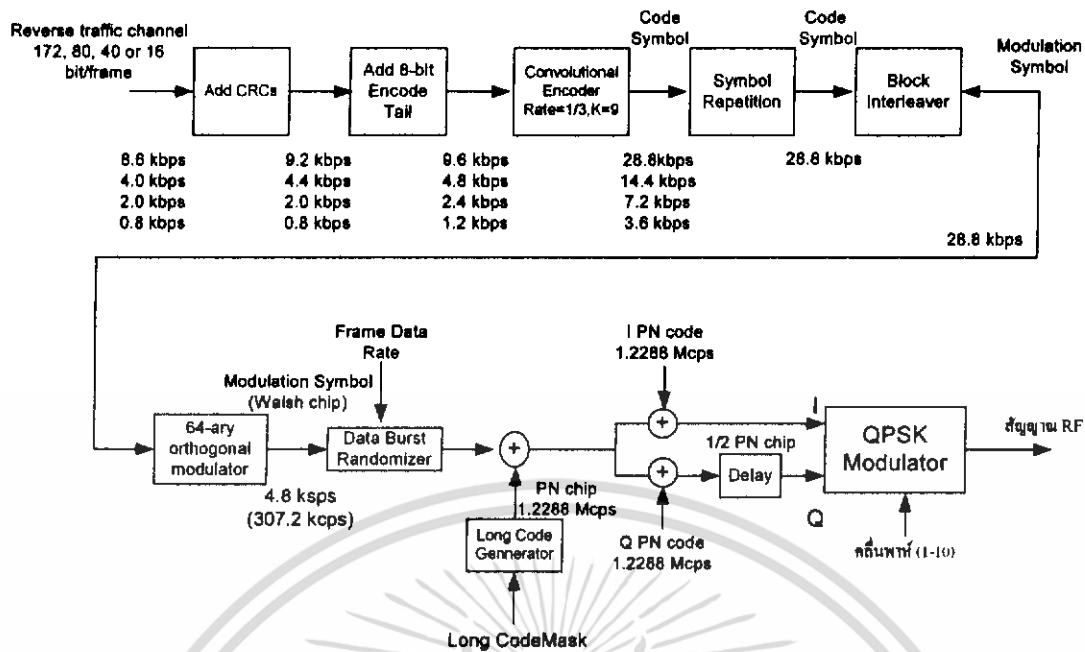 Reverse traffic channel
172, 80, 40 or 16
bit/frame
Add CRCs
Add 8-bit
Encode
Tail
Convolutional
Encoder
Rate=1/3,K=9
Code
Symbol
Symbol
Repetition
Code
Symbol
Block
Interleaver
Modulation
Symbol
8.6 kbps
4.0 kbps
2.0 kbps
0.8 kbps
9.2 kbps
4.4 kbps
2.0 kbps
0.8 kbps
9.6 kbps
4.8 kbps
2.4 kbps
1.2 kbps
28.8kbps
14.4 kbps
7.2 kbps
3.6 kbps
28.8 kbps
28.8 kbps
Frame Data
Rate
Modulation Symbol
(Walsh chip)
64-ary
orthogonal
modulator
4.8 ksps
(307.2 kcps)
Data Burst
Randomizer
+
PN chip
1.2288 Mcps
Long Code
Gennerator
Long CodeMask
I PN code
1.2288 Mcps
+
I
+
1/2 PN chip
Delay
Q
Q PN code
1.2288 Mcps
QPSK
Modulator
สัญญาณ RF
คลื่นพาห์ (1-10)